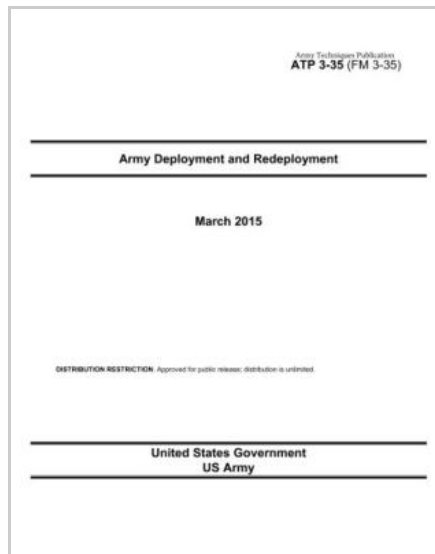 Army Techniques Publication
ATP 3-35 (FM 3-35)
Army Deployment and Redeployment
March 2015
DISTRIBUTION RESTRICTION. Approved for public release; distribution is unlimited.
United States Government
US Army